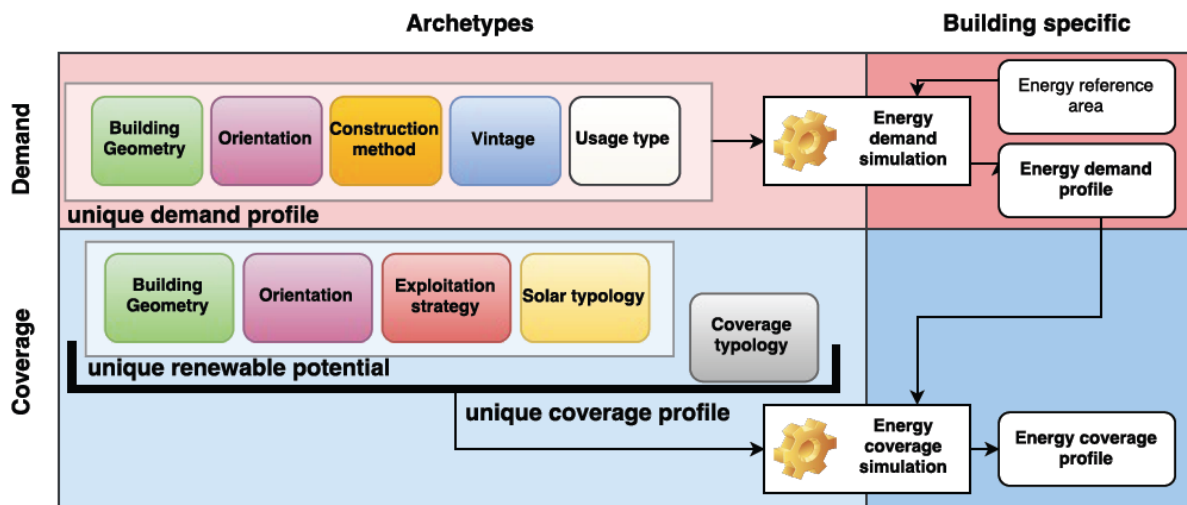 Archetypes
Building specific
Demand
Building
Geometry
Orientation
Construction
method
Vintage
Usage type
unique demand profile
Energy
demand
simulation
Energy reference
area
Energy demand
profile
Coverage
Building
Geometry
Orientation
Exploitation
strategy
Solar typology
unique renewable potential
Coverage
typology
unique coverage profile
Energy
coverage
simulation
Energy coverage
profile